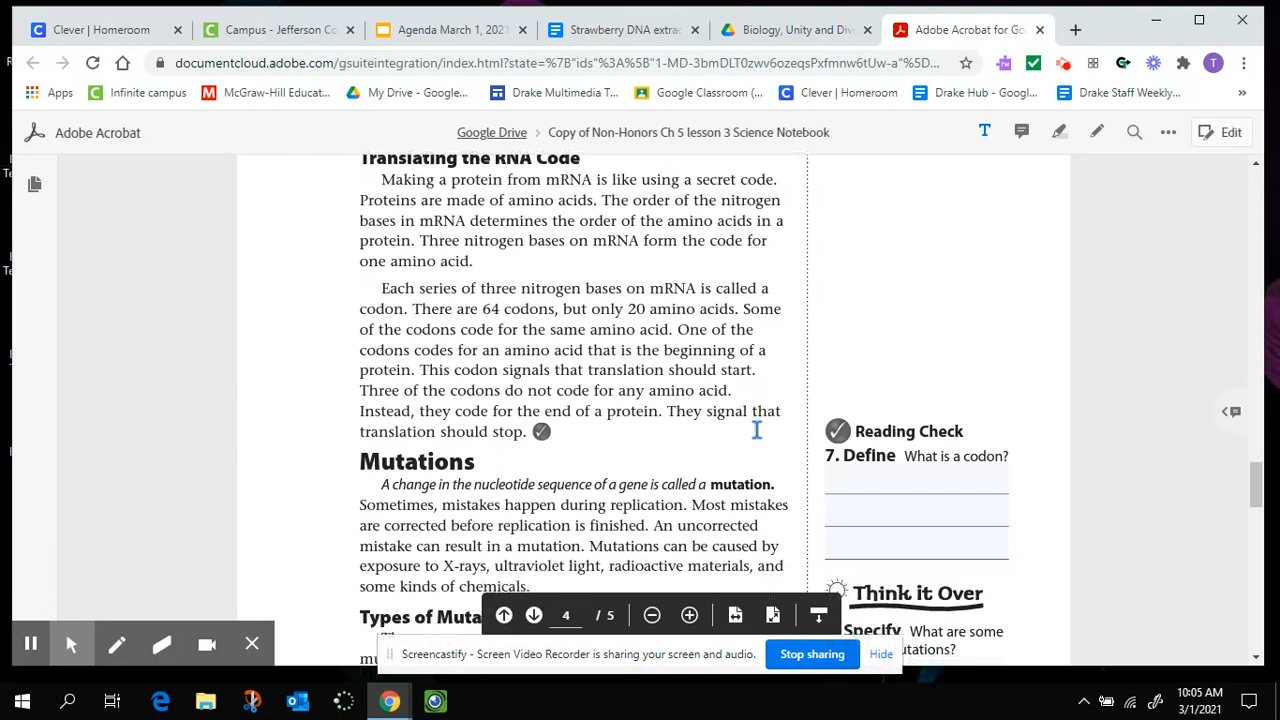 Clever | Homeroom
Campus - Jefferson Co
Agenda March 1, 2021
Strawberry DNA extrac
Biology, Unity and Div
Adobe Acrobat for Go
documentcloud.adobe.com/gsuiteintegration/index.html?state=%7B"ids"%3A%5B"1-MD-3bmDLT0zwv6ozeqsPxfmnw6tUw-a"%5D...
T
Apps
Infinite campus
McGraw-Hill Educat...
My Drive - Google...
Drake Multimedia T...
Google Classroom (...
Clever | Homeroom
Drake Hub - Googl...
Drake Staff Weekly...
Adobe Acrobat
Google Drive
Copy of Non-Honors Ch 5 lesson 3 Science Notebook
Edit
Translating the RNA Code
Making a protein from mRNA is like using a secret code.
Proteins are made of amino acids. The order of the nitrogen
bases in mRNA determines the order of the amino acids in a
protein. Three nitrogen bases on mRNA form the code for
one amino acid.
Each series of three nitrogen bases on mRNA is called a
codon. There are 64 codons, but only 20 amino acids. Some
of the codons code for the same amino acid. One of the
codons codes for an amino acid that is the beginning of a
protein. This codon signals that translation should start.
Three of the codons do not code for any amino acid.
Instead, they code for the end of a protein. They signal that
translation should stop.
Mutations
A change in the nucleotide sequence of a gene is called a mutation.
Sometimes, mistakes happen during replication. Most mistakes
are corrected before replication is finished. An uncorrected
mistake can result in a mutation. Mutations can be caused by
exposure to X-rays, ultraviolet light, radioactive materials, and
some kinds of chemicals.
Types of Muta
Reading Check
7. Define What is a codon?
Think it Over
Specify What are some
utations?
4 / 5
Screencastify - Screen Video Recorder is sharing your screen and audio.
Stop sharing
Hide
10:05 AM
3/1/2021